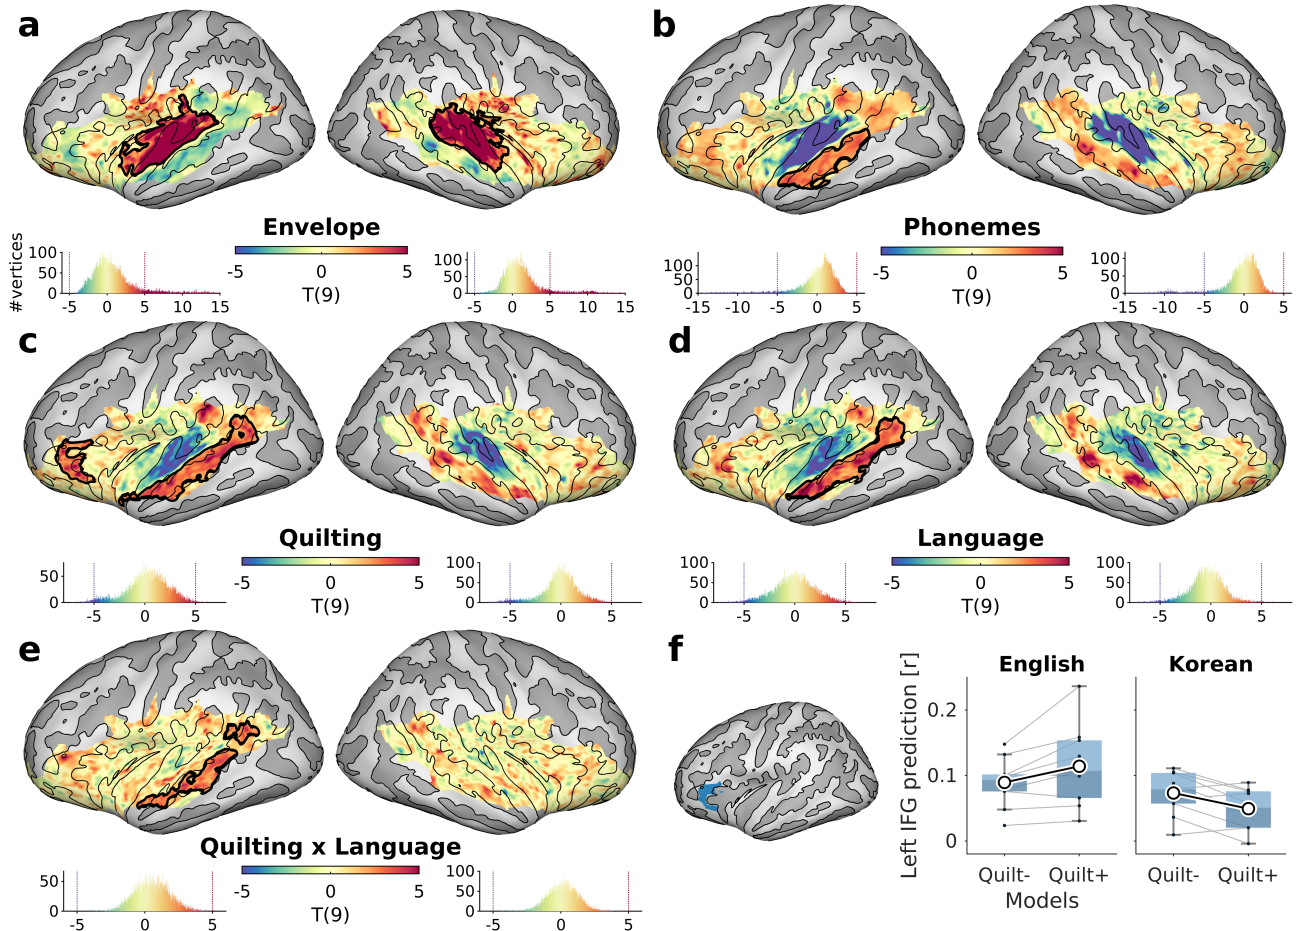 a
b
Envelope
Phonemes
#vertices
100
50
0
-5 0 5 10 15
-5 0 5
T(9)
100
50
0
-5 0 5 10 15
100
50
0
-15 -10 -5 0 5
-5 0 5
T(9)
100
50
0
-15 -10 -5 0 5
c
d
Quilting
Language
50
0
-5 0 5
-5 0 5
T(9)
100
50
0
-5 0 5
100
50
0
-5 0 5
-5 0 5
T(9)
100
50
0
-5 0 5
e
f
Quilting x Language
50
0
-5 0 5
-5 0 5
T(9)
100
50
0
-5 0 5
English
Korean
Left IFG prediction [r]
0.2
0.1
0
Quilt- Quilt+
Quilt- Quilt+
Models